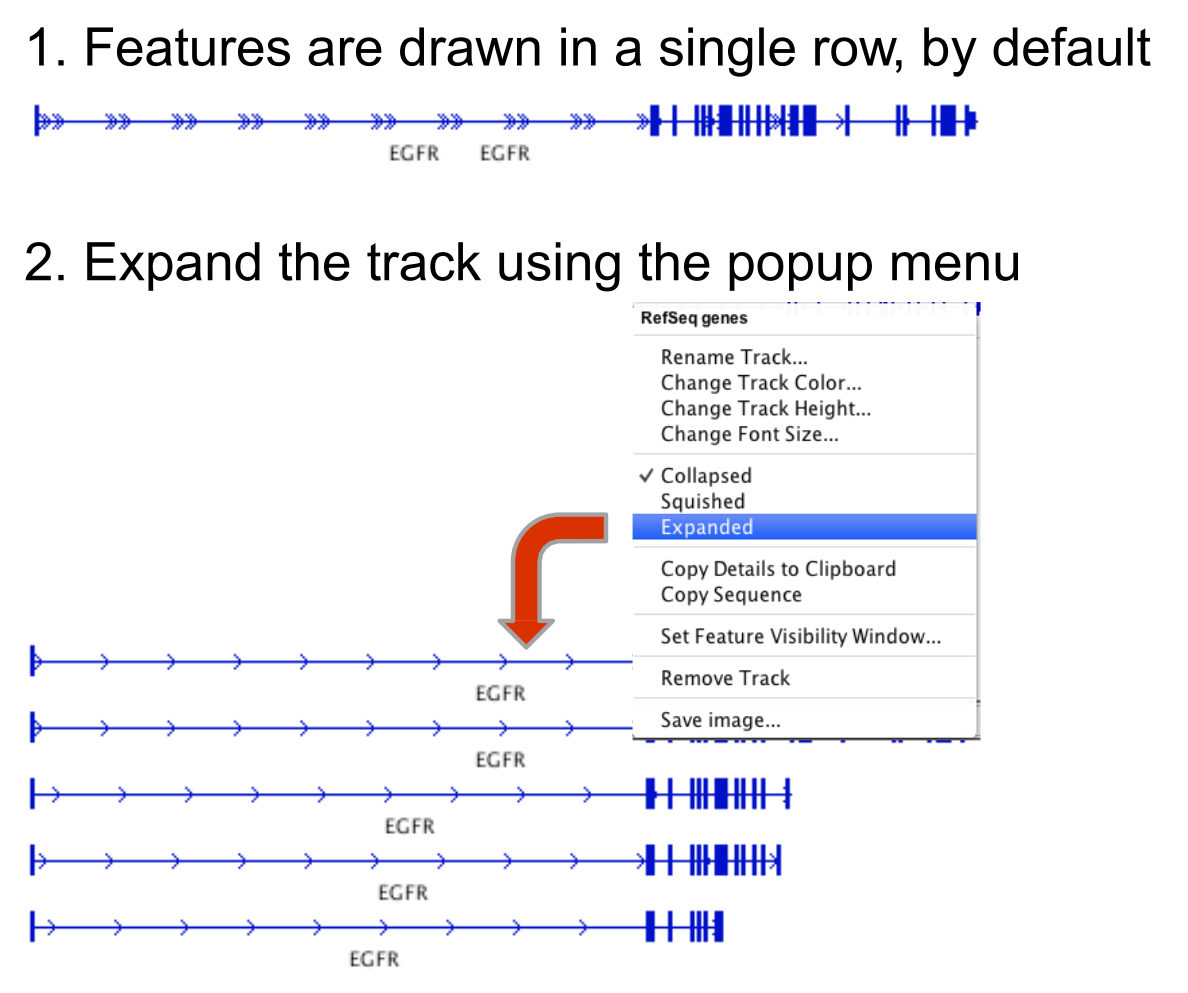 1. Features are drawn in a single row, by default
EGFR EGFR
2. Expand the track using the popup menu
RefSeq genes
Rename Track...
Change Track Color...
Change Track Height...
Change Font Size...
✓ Collapsed
Squished
Expanded
Copy Details to Clipboard
Copy Sequence
Set Feature Visibility Window...
Remove Track
Save image...
EGFR
EGFR
EGFR
EGFR
EGFR